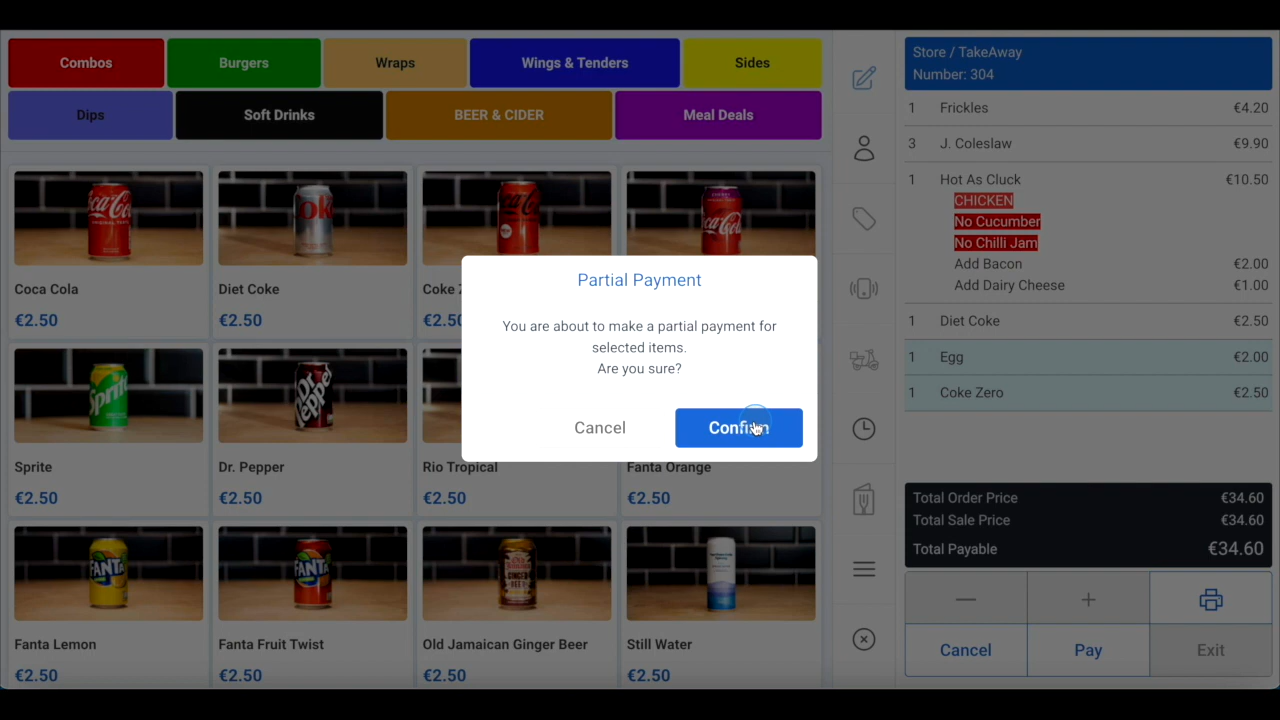 Combos
Burgers
Wraps
Wings & Tenders
Sides
Dips
Soft Drinks
BEER & CIDER
Meal Deals
Coca Cola
€2.50
Diet Coke
€2.50
€2.50
Sprite
€2.50
Dr. Pepper
€2.50
Rio Tropical
€2.50
Fanta Orange
€2.50
Fanta Lemon
€2.50
Fanta Fruit Twist
€2.50
Old Jamaican Ginger Beer
€2.50
Still Water
€2.50
Partial Payment
You are about to make a partial payment for
selected items.
Are you sure?
Cancel
Confirm
Store / TakeAway
Number: 304
1 Frickles €4.20
3 J. Coleslaw €9.90
1 Hot As Cluck €10.50
CHICKEN
No Cucumber
No Chilli Jam
Add Bacon €2.00
Add Dairy Cheese €1.00
1 Diet Coke €2.50
1 Egg €2.00
1 Coke Zero €2.50
Total Order Price €34.60
Total Sale Price €34.60
Total Payable €34.60
— +
Cancel Pay Exit